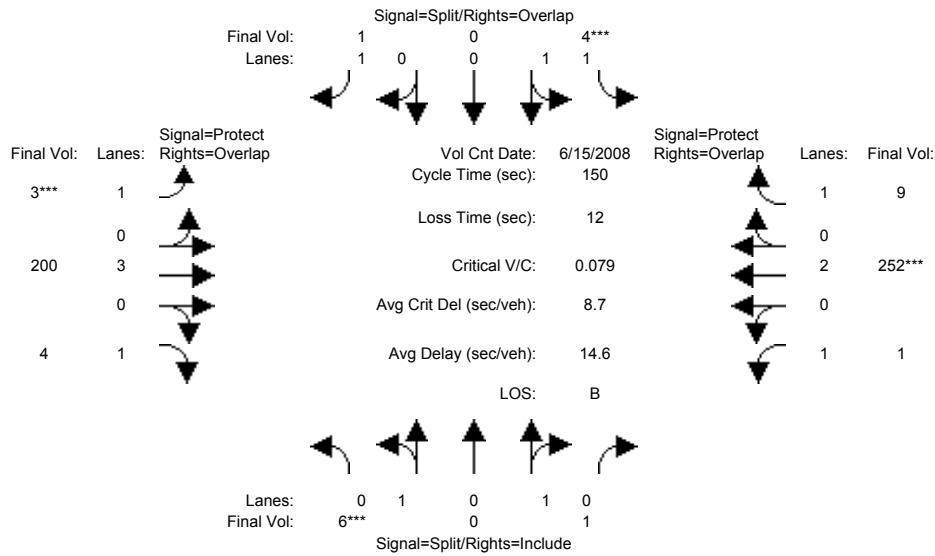 Signal=Split/Rights=Overlap
Final Vol: 1 0 4***
Lanes: 1 0 0 1 1
Signal=Protect
Final Vol: Lanes: Rights=Overlap
Vol Cnt Date: 6/15/2008
Signal=Protect
Rights=Overlap Lanes: Final Vol:
Cycle Time (sec): 150
3*** 1
1 9
Loss Time (sec): 12
0
0
200 3
Critical V/C: 0.079
2 252***
0
Avg Crit Del (sec/veh): 8.7
0
4 1
Avg Delay (sec/veh): 14.6
1 1
LOS: B
Lanes: 0 1 0 1 0
Final Vol: 6*** 0 1
Signal=Split/Rights=Include